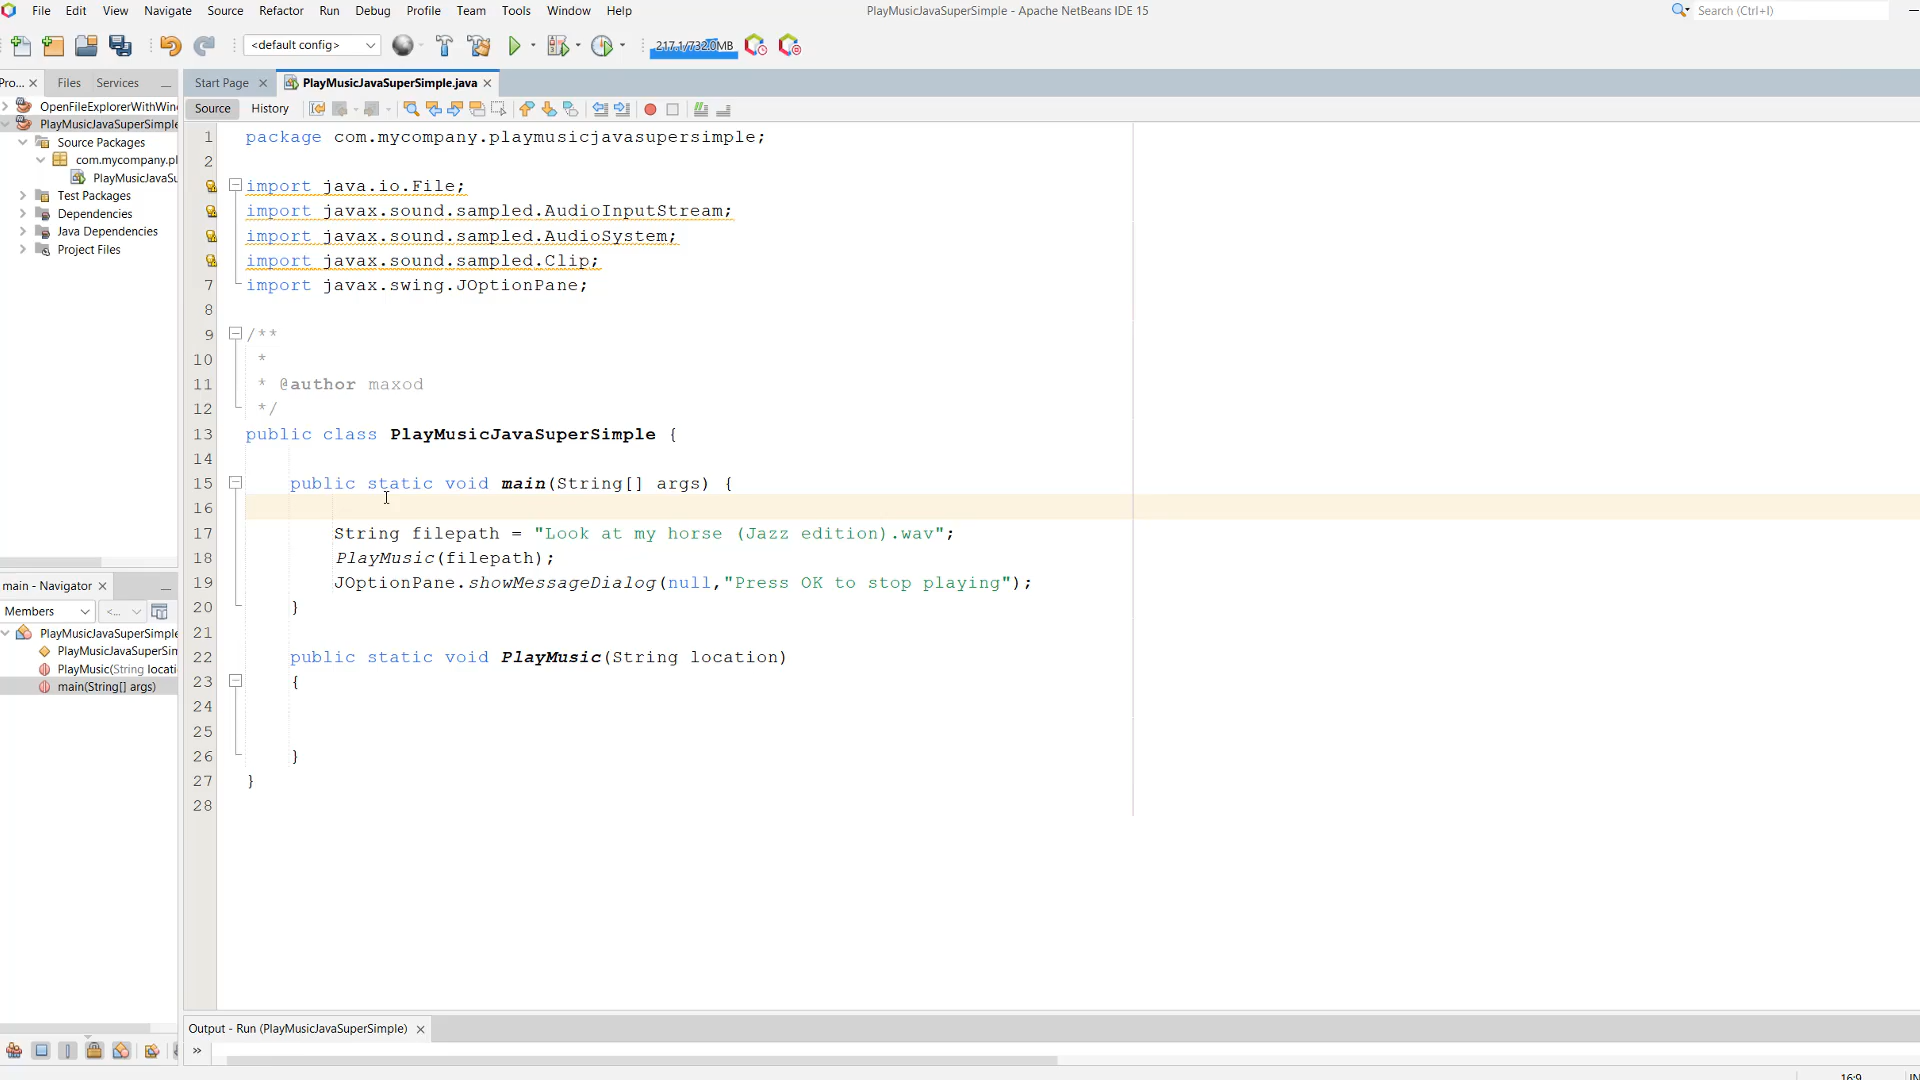 File Edit View Navigate Source Refactor Run Debug Profile Team Tools Window Help
PlayMusicJavaSuperSimple - Apache NetBeans IDE 15
Search (Ctrl+I)
<default config>
217.1/732.0MB
Pro...
Files
Services
Start Page
PlayMusicJavaSuperSimple.java
Source
History
OpenFileExplorerWithWin
PlayMusicJavaSuperSimple
Source Packages
com.mycompany.pl
PlayMusicJavaSu
Test Packages
Dependencies
Java Dependencies
Project Files
main - Navigator
Members
<...
PlayMusicJavaSuperSimple
PlayMusicJavaSuperSim
PlayMusic(String locati
main(String[] args)
1 package com.mycompany.playmusicjavasupersimple;
2
import java.io.File;
import javax.sound.sampled.AudioInputStream;
import javax.sound.sampled.AudioSystem;
import javax.sound.sampled.Clip;
7 import javax.swing.JOptionPane;
8
9 /**
10 *
11 * @author maxod
12 */
13 public class PlayMusicJavaSuperSimple {
14
15 public static void main(String[] args) {
16
17 String filepath = "Look at my horse (Jazz edition).wav";
18 PlayMusic(filepath);
19 JOptionPane.showMessageDialog(null,"Press OK to stop playing");
20 }
21
22 public static void PlayMusic(String location)
23 {
24
25
26 }
27 }
28
Output - Run (PlayMusicJavaSuperSimple)
»
16:9